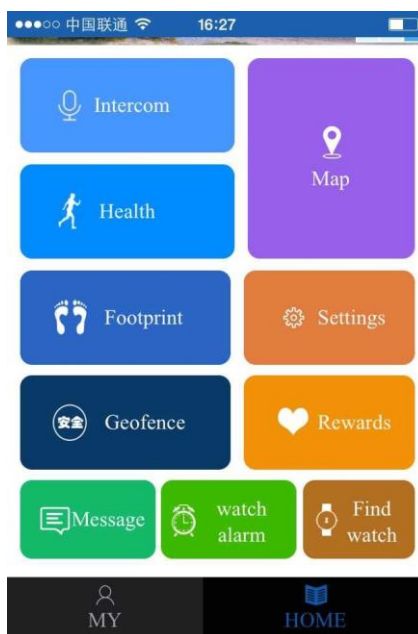 中国联通 16:27
Intercom
Map
Health
Footprint
Settings
安全 Geofence
Rewards
Message
watch
alarm
Find
watch
MY
HOME